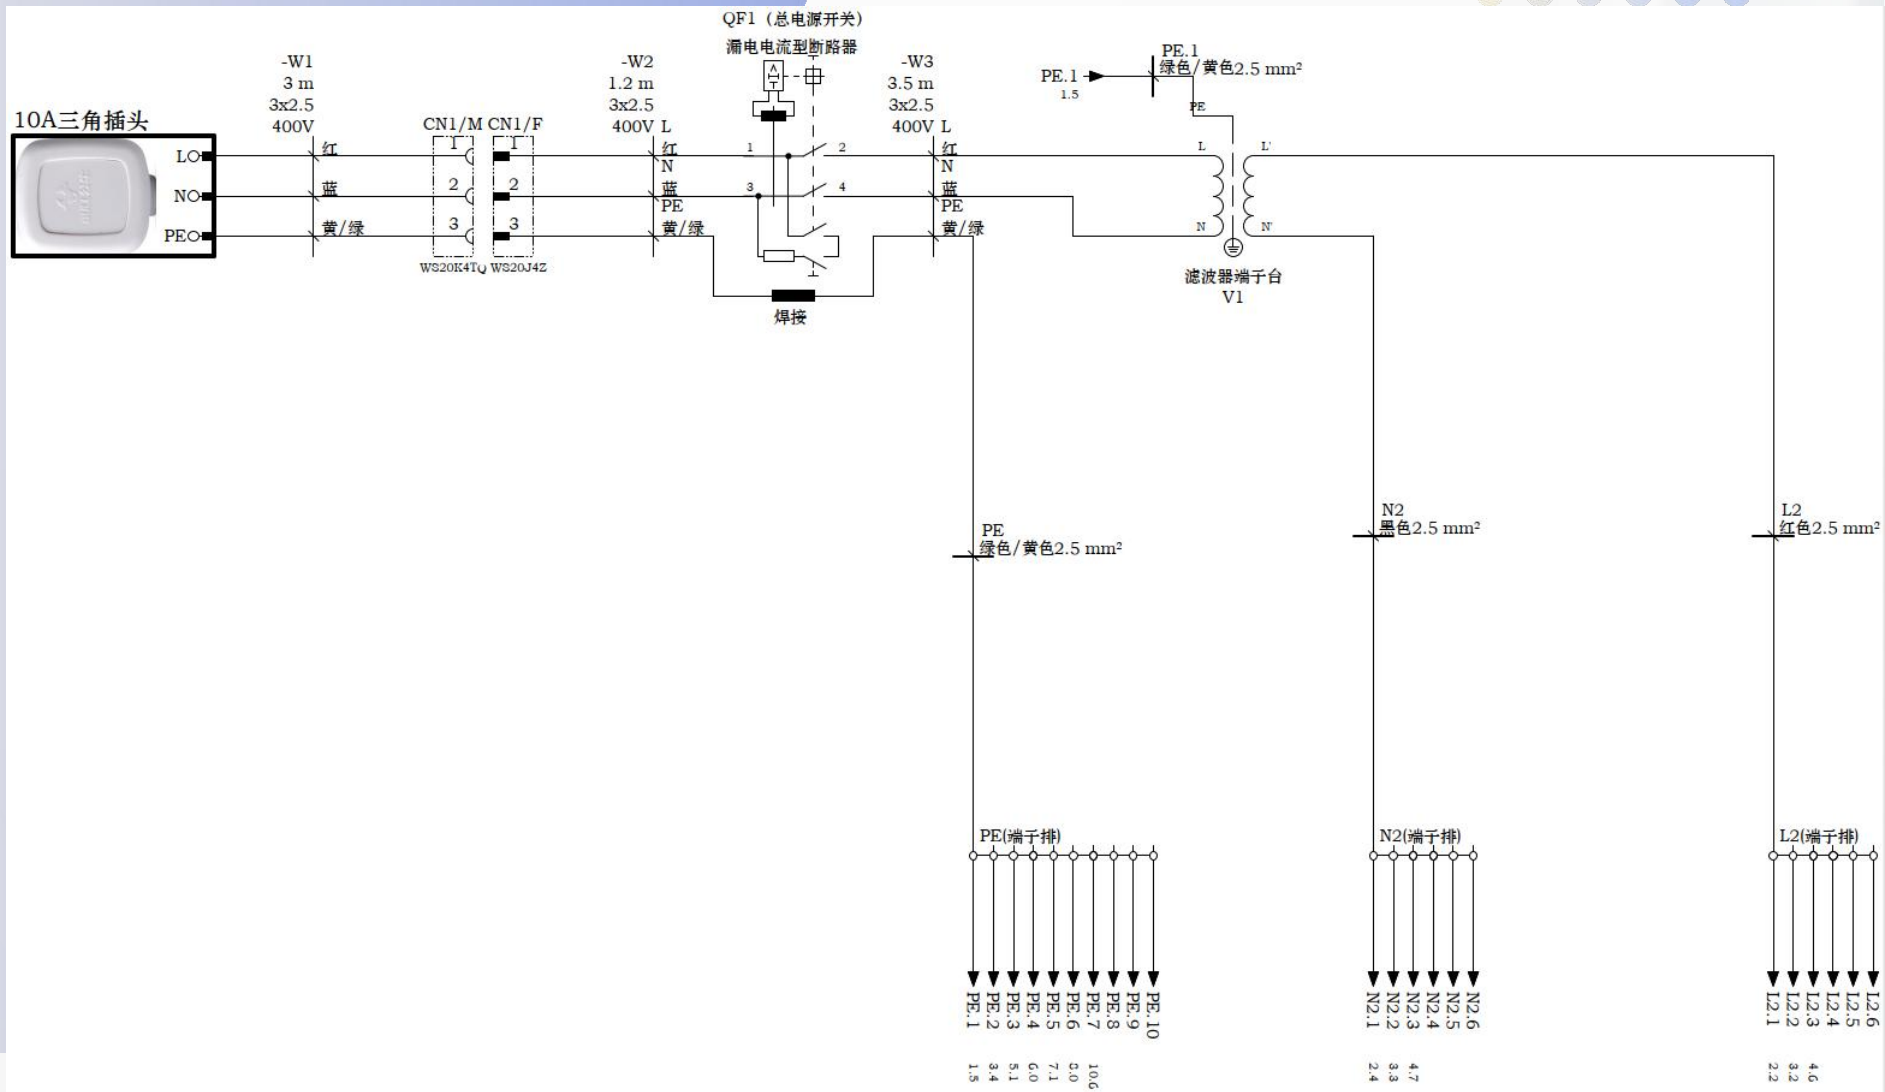 QF1（总电源开关）
漏电电流型断路器
-W1
3 m
3x2.5
400V
-W2
1.2 m
3x2.5
400V
L
-W3
3.5 m
3x2.5
400V
L
PE.1
1.5
PE.1
绿色/黄色2.5 mm²
PE
10A三角插头
L
N
PE
红
蓝
黄/绿
CN1/M
CN1/F
1
2
3
1
2
3
WS20K4TQ
WS20J4Z
红
N
蓝
PE
黄/绿
1
2
3
4
焊接
红
N
蓝
PE
黄/绿
L
L'
N
N'
滤波器端子台
V1
PE
绿色/黄色2.5 mm²
N2
黑色2.5 mm²
L2
红色2.5 mm²
PE(端子排)
N2(端子排)
L2(端子排)
PE.1
PE.2
PE.3
PE.4
PE.5
PE.6
PE.7
PE.8
PE.9
PE.10
1.5
3.4
5.1
6.0
7.1
8.0
10.6
N2.1
N2.2
N2.3
N2.4
N2.5
N2.6
2.4
3.3
4.7
L2.1
L2.2
L2.3
L2.4
L2.5
L2.6
2.2
3.2
4.6